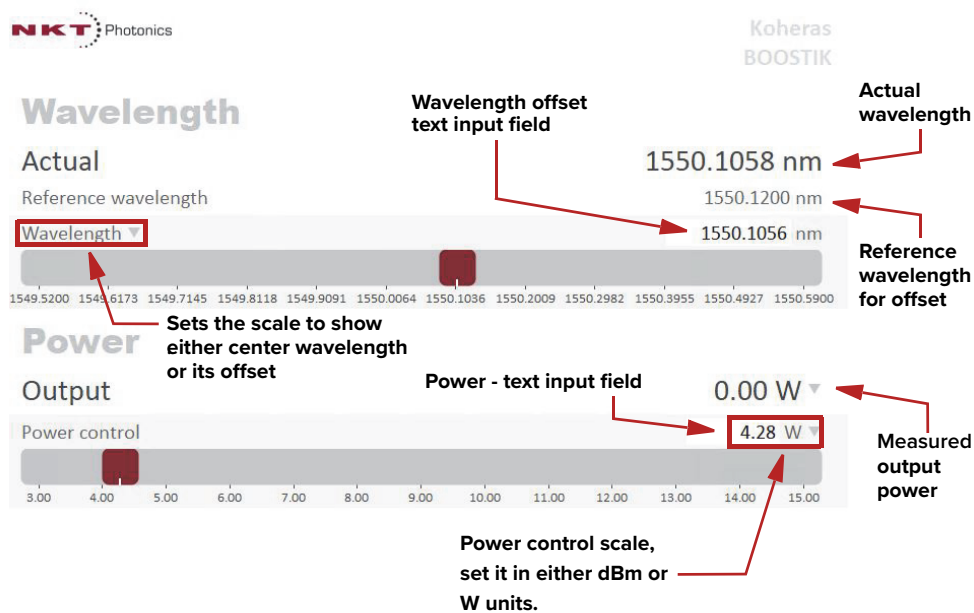 NKT Photonics
Koheras
BOOSTIK
Wavelength
Wavelength offset
text input field
Actual
wavelength
Actual
1550.1058 nm
Reference wavelength
1550.1200 nm
Wavelength
1550.1056 nm
Reference
wavelength
for offset
1549.5200 1549.6173 1549.7145 1549.8118 1549.9091 1550.0064 1550.1036 1550.2009 1550.2982 1550.3955 1550.4927 1550.5900
Sets the scale to show
either center wavelength
or its offset
Power
Power - text input field
Output
0.00 W
Power control
4.28 W
Measured
output
power
3.00 4.00 5.00 6.00 7.00 8.00 9.00 10.00 11.00 12.00 13.00 14.00 15.00
Power control scale,
set it in either dBm or
W units.